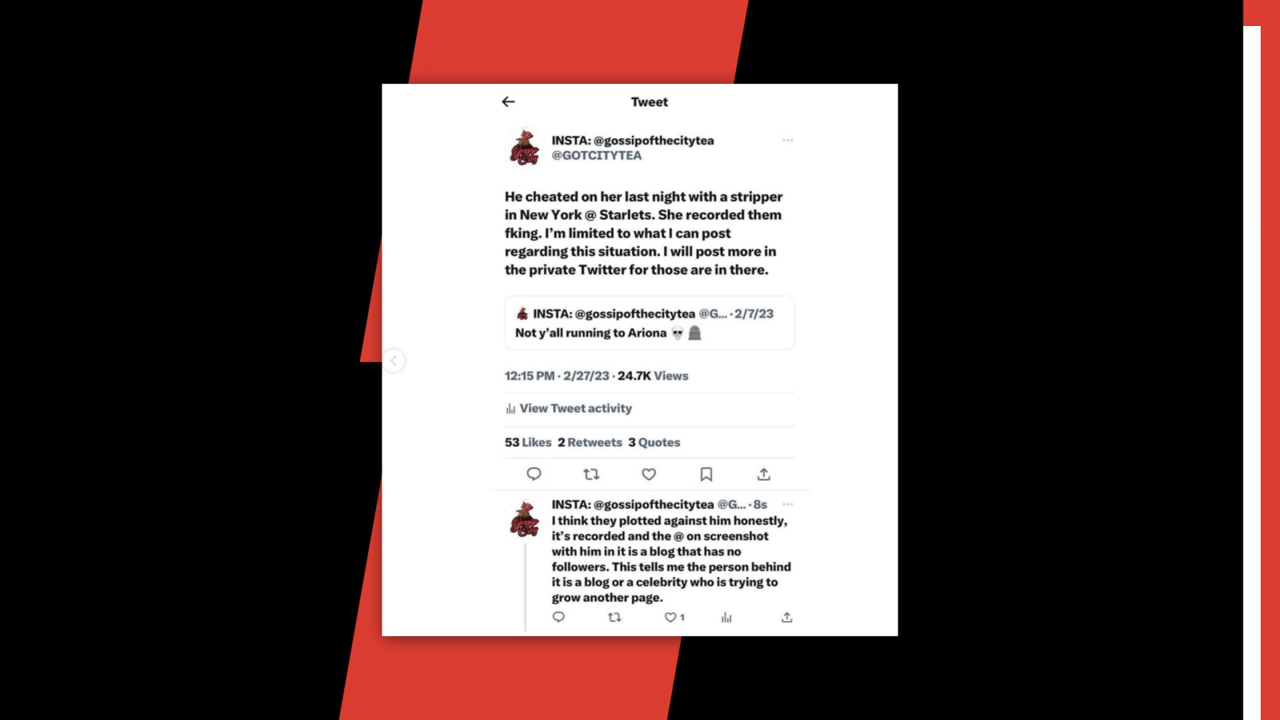 Tweet
INSTA: @gossipofthecitytea
@GOTCITYTEA
He cheated on her last night with a stripper
in New York @ Starlets. She recorded them
fking. I'm limited to what I can post
regarding this situation. I will post more in
the private Twitter for those are in there.
INSTA: @gossipofthecitytea @G... · 2/7/23
Not y'all running to Ariona 💀🪦
12:15 PM · 2/27/23 · 24.7K Views
View Tweet activity
53 Likes 2 Retweets 3 Quotes
INSTA: @gossipofthecitytea @G... · 8s
I think they plotted against him honestly,
it's recorded and the @ on screenshot
with him in it is a blog that has no
followers. This tells me the person behind
it is a blog or a celebrity who is trying to
grow another page.
1